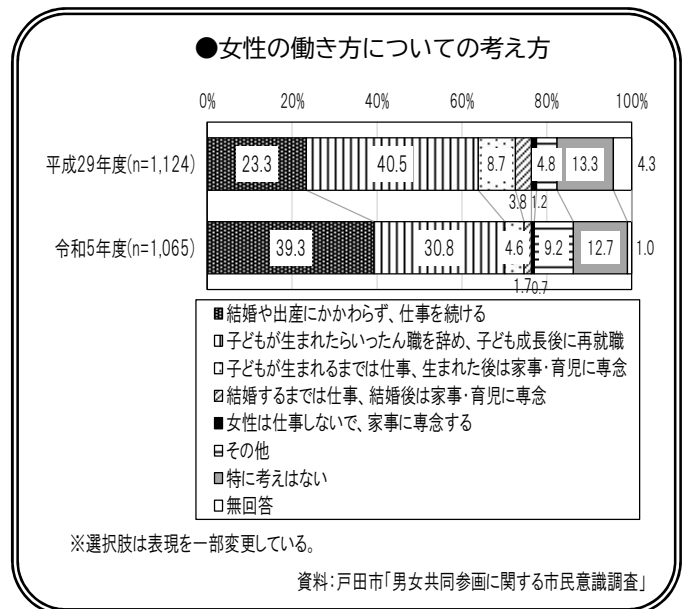 ●女性の働き方についての考え方
0% 20% 40% 60% 80% 100%
平成29年度(n=1,124) 23.3 40.5 8.7 3.8 1.2 4.8 13.3 4.3
令和5年度(n=1,065) 39.3 30.8 4.6 1.7 0.7 9.2 12.7 1.0
結婚や出産にかかわらず、仕事を続ける
子どもが生まれたらいったん職を辞め、子ども成長後に再就職
子どもが生まれるまでは仕事、生まれた後は家事・育児に専念
結婚するまでは仕事、結婚後は家事・育児に専念
女性は仕事しないで、家事に専念する
その他
特に考えはない
無回答
※選択肢は表現を一部変更している。
資料:戸田市「男女共同参画に関する市民意識調査」